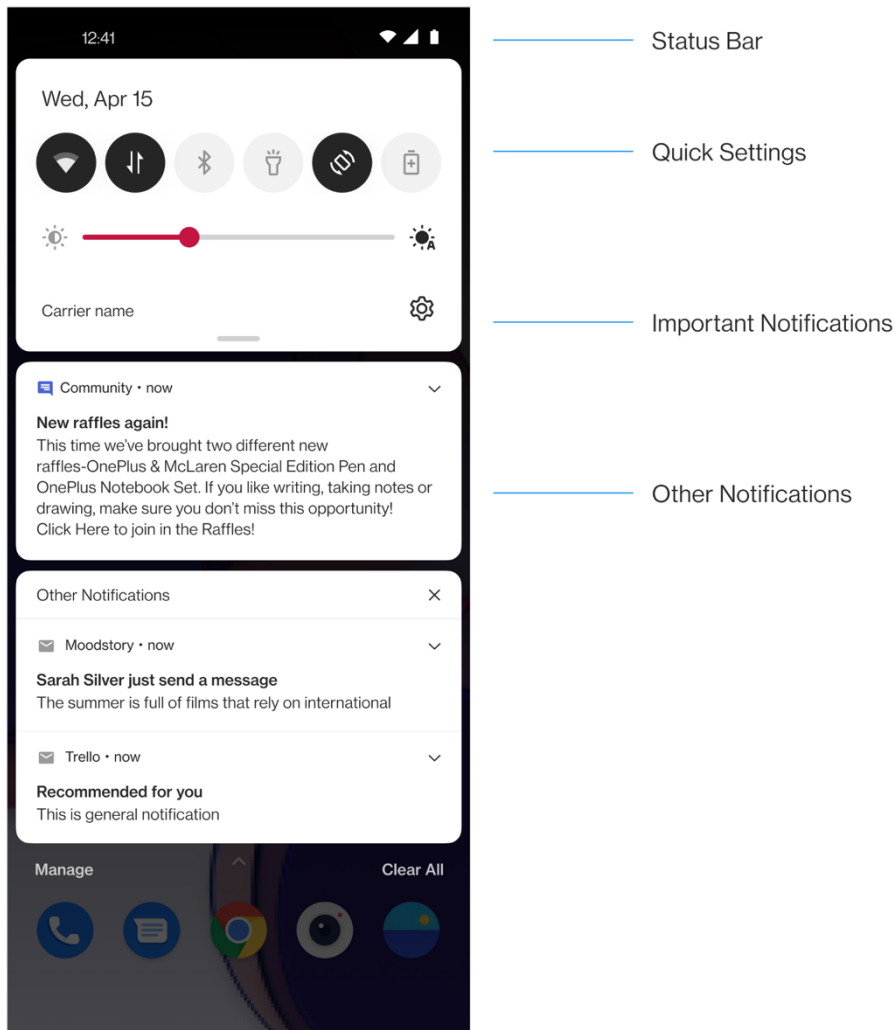 12:41
Status Bar
Wed, Apr 15
Quick Settings
A
Carrier name
Important Notifications
Community • now
New raffles again!
This time we've brought two different new
raffles-OnePlus & McLaren Special Edition Pen and
OnePlus Notebook Set. If you like writing, taking notes or
drawing, make sure you don't miss this opportunity!
Click Here to join in the Raffles!
Other Notifications
Other Notifications
Moodstory • now
Sarah Silver just send a message
The summer is full of films that rely on international
Trello • now
Recommended for you
This is general notification
Manage
Clear All